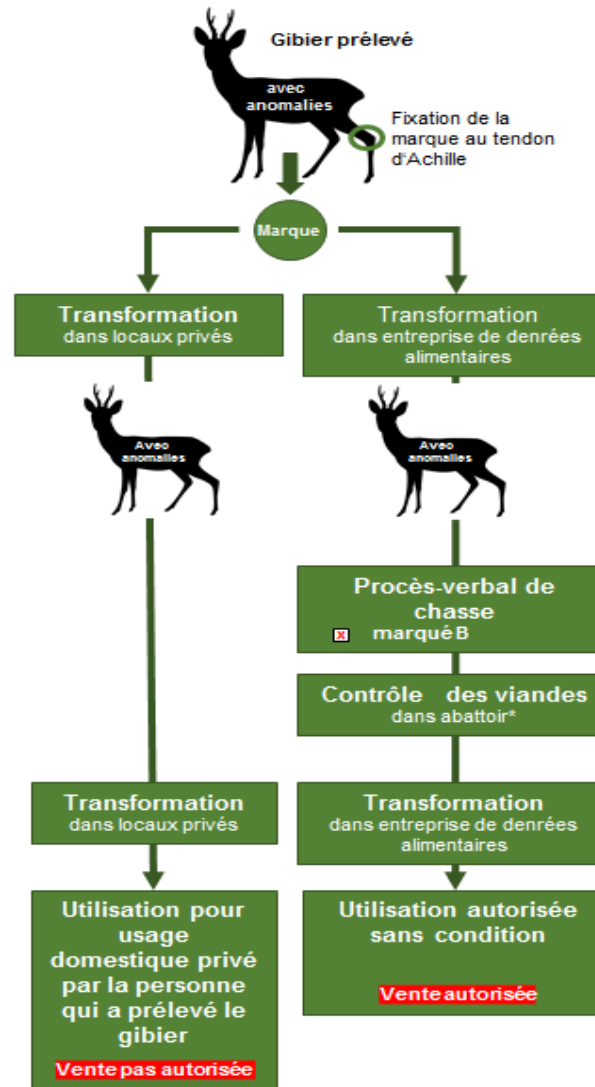 Gibier prélevé
avec
anomalies
Fixation de la
marque au tendon
d'Achille
Marque
Transformation
dans locaux privés
Transformation
dans entreprise de denrées
alimentaires
Avec
anomalies
Avec
anomalies
Procès-verbal de
chasse
x marqué B
Contrôle des viandes
dans abattoir*
Transformation
dans locaux privés
Transformation
dans entreprise de denrées
alimentaires
Utilisation pour
usage
domestique privé
par la personne
qui a prélevé le
gibier
Vente pas autorisée
Utilisation autorisée
sans condition
Vente autorisée